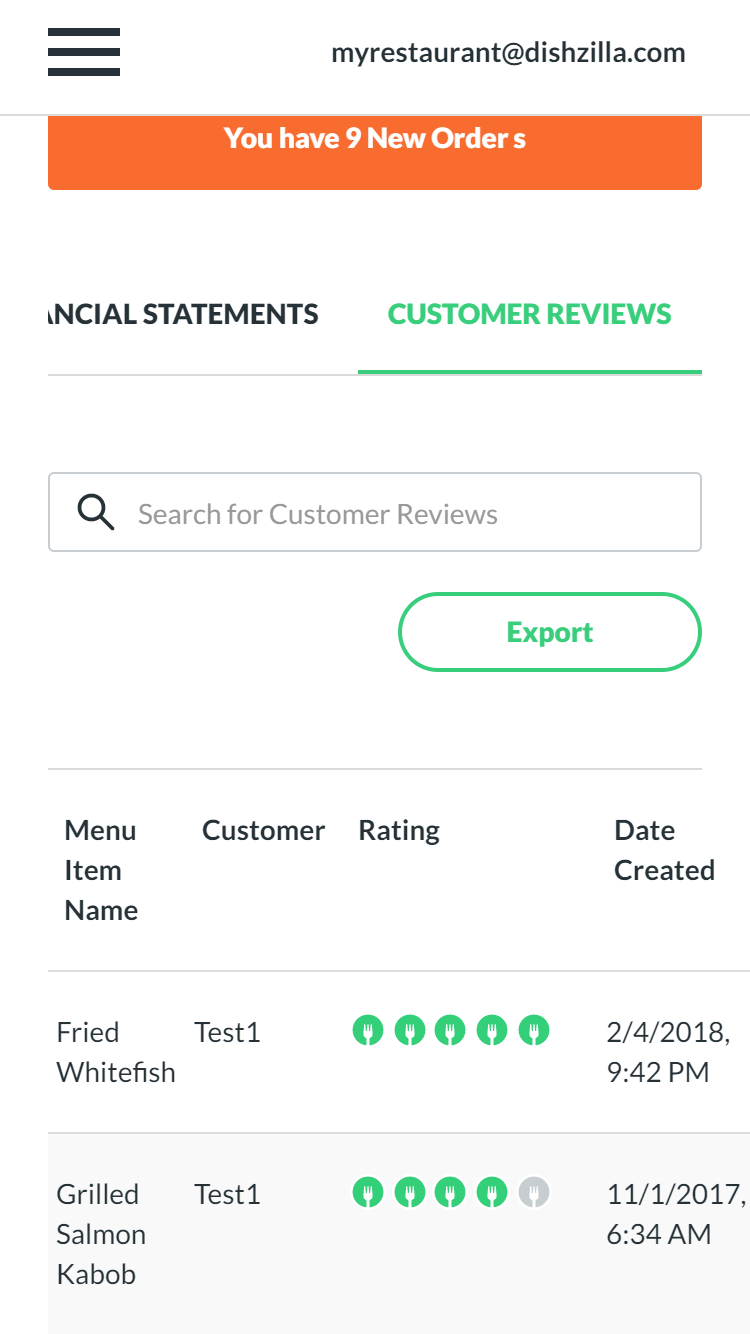 myrestaurant@dishzilla.com
You have 9 New Order s
ANCIAL STATEMENTS
CUSTOMER REVIEWS
Search for Customer Reviews
Export
Menu Item Name
Customer
Rating
Date Created
Fried Whitefish
Test1
2/4/2018, 9:42 PM
Grilled Salmon Kabob
Test1
11/1/2017, 6:34 AM